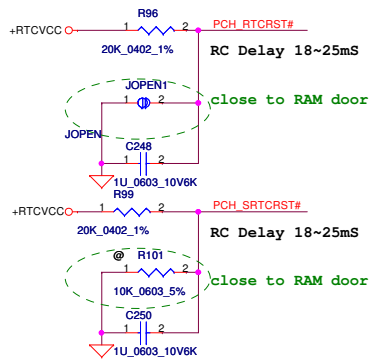 R96
+RTCVCC 1 2 PCH_RTCRST#
20K_0402_1% RC Delay 18~25mS
JOPEN1
1 2 close to RAM door
JOPEN
C248
1 2
1U_0603_10V6K
R99
+RTCVCC 1 2 PCH_SRTCRST#
20K_0402_1% RC Delay 18~25mS
@ R101
1 2 close to RAM door
10K_0603_5%
C250
1 2
1U_0603_10V6K